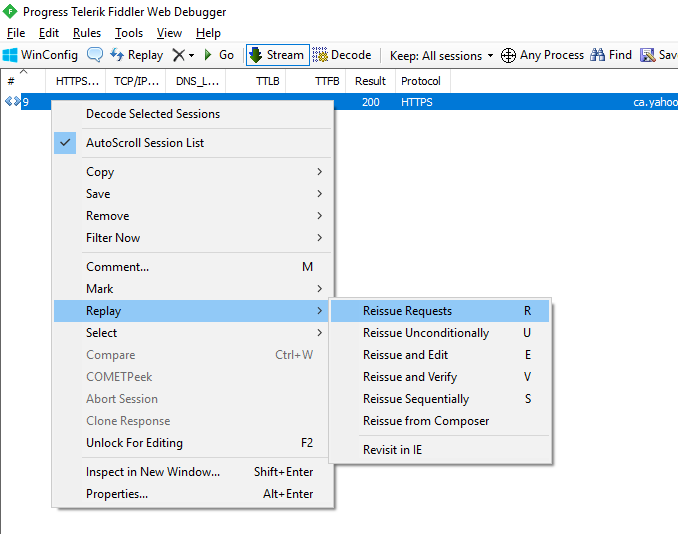 Progress Telerik Fiddler Web Debugger
File Edit Rules Tools View Help
WinConfig Replay Go Stream Decode Keep: All sessions Any Process Find Save
# HTTPS... TCP/IP... DNS_L... TTLB TTFB Result Protocol
9 200 HTTPS ca.yahoo
Decode Selected Sessions
AutoScroll Session List
Copy
Save
Remove
Filter Now
Comment... M
Mark
Replay
Select
Compare Ctrl+W
COMETPeek
Abort Session
Clone Response
Unlock For Editing F2
Inspect in New Window... Shift+Enter
Properties... Alt+Enter
Reissue Requests R
Reissue Unconditionally U
Reissue and Edit E
Reissue and Verify V
Reissue Sequentially S
Reissue from Composer
Revisit in IE